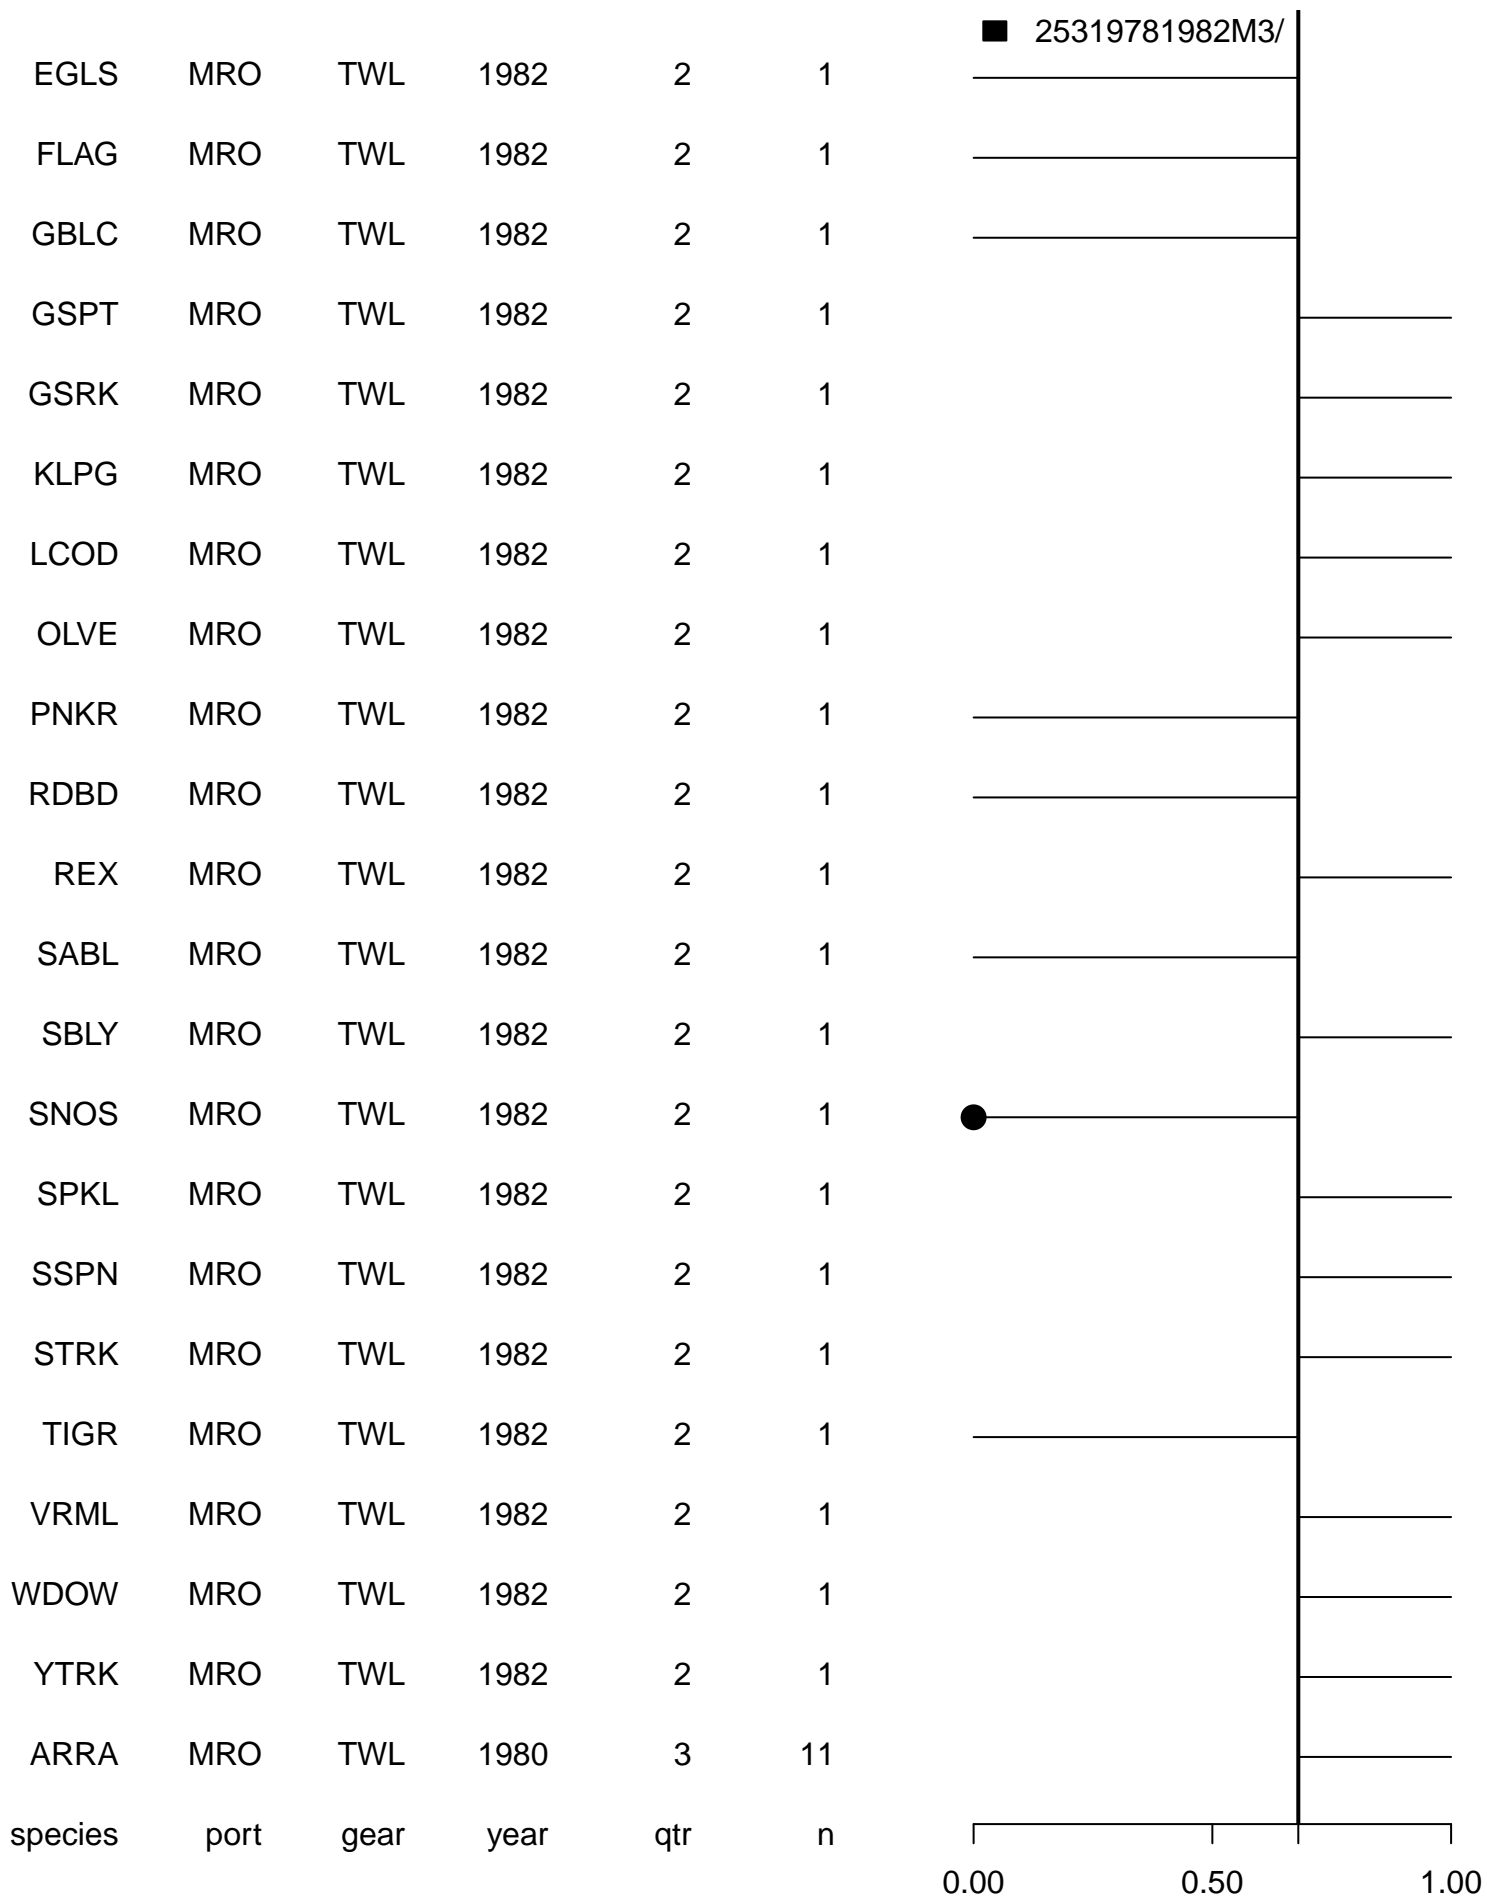 25319781982M3/
EGLS MRO TWL 1982 2 1
FLAG MRO TWL 1982 2 1
GBLC MRO TWL 1982 2 1
GSPT MRO TWL 1982 2 1
GSRK MRO TWL 1982 2 1
KLPG MRO TWL 1982 2 1
LCOD MRO TWL 1982 2 1
OLVE MRO TWL 1982 2 1
PNKR MRO TWL 1982 2 1
RDBD MRO TWL 1982 2 1
REX MRO TWL 1982 2 1
SABL MRO TWL 1982 2 1
SBLY MRO TWL 1982 2 1
SNOS MRO TWL 1982 2 1
SPKL MRO TWL 1982 2 1
SSPN MRO TWL 1982 2 1
STRK MRO TWL 1982 2 1
TIGR MRO TWL 1982 2 1
VRML MRO TWL 1982 2 1
WDOW MRO TWL 1982 2 1
YTRK MRO TWL 1982 2 1
ARRA MRO TWL 1980 3 11
species port gear year qtr n
0.00 0.50 1.00